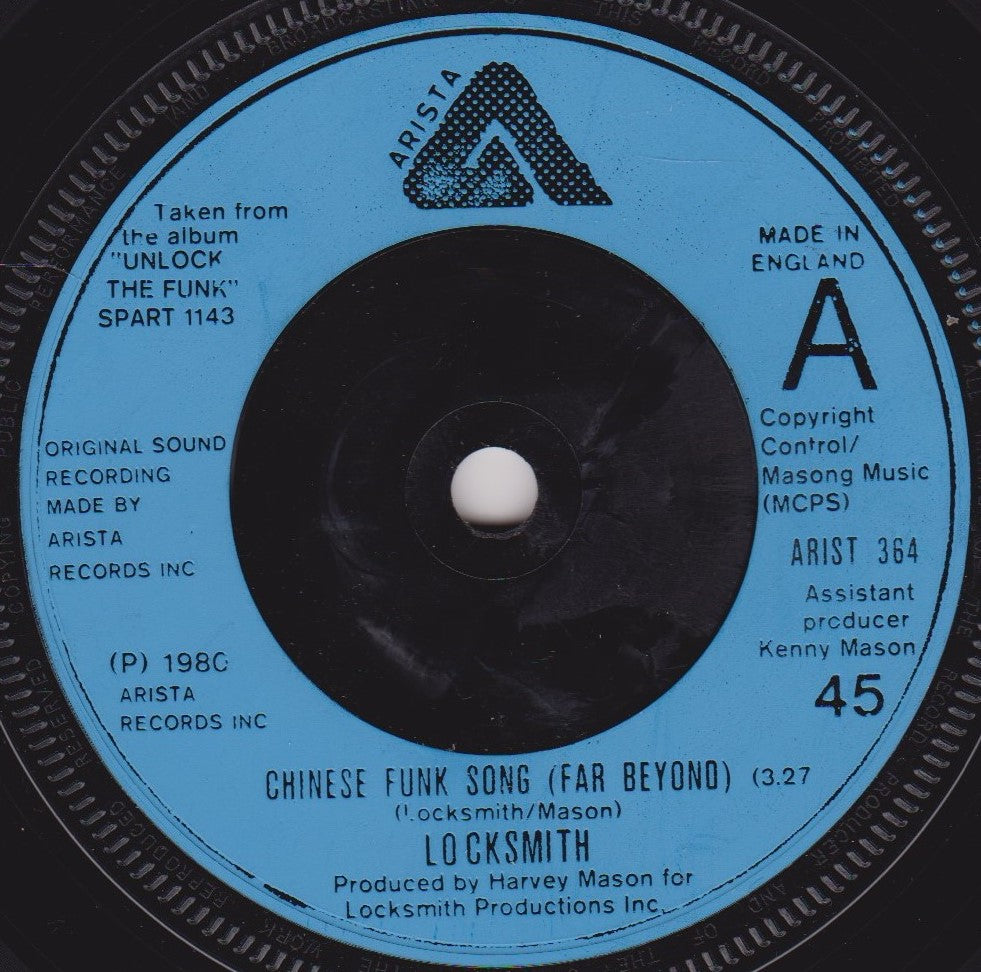 ARISTA
Taken from
the album
"UNLOCK
THE FUNK"
SPART 1143
MADE IN
ENGLAND
A
ORIGINAL SOUND
RECORDING
MADE BY
ARISTA
RECORDS INC
Copyright
Control/
Masong Music
(MCPS)
ARIST 364
Assistant
producer
Kenny Mason
45
(P) 1980
ARISTA
RECORDS INC
CHINESE FUNK SONG (FAR BEYOND) (3.27
(Locksmith/Mason)
LOCKSMITH
Produced by Harvey Mason for
Locksmith Productions Inc.